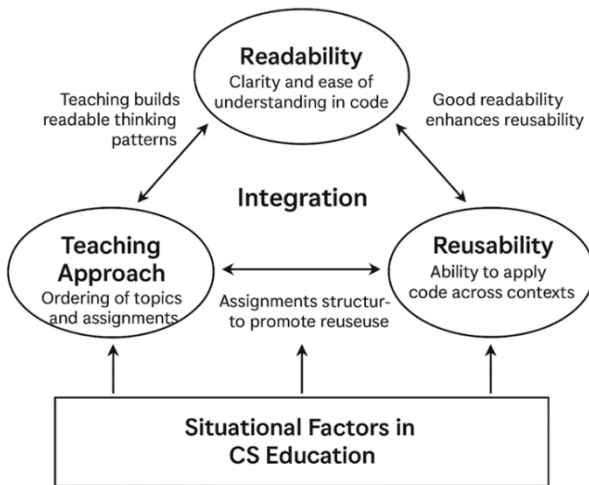 Readability
Clarity and ease of
understanding in code
Teaching builds
readable thinking
patterns
Good readability
enhances reusability
Integration
Teaching
Approach
Ordering of topics
and assignments
Reusability
Ability to apply
code across contexts
Assignments structur-
to promote reuseuse
Situational Factors in
CS Education